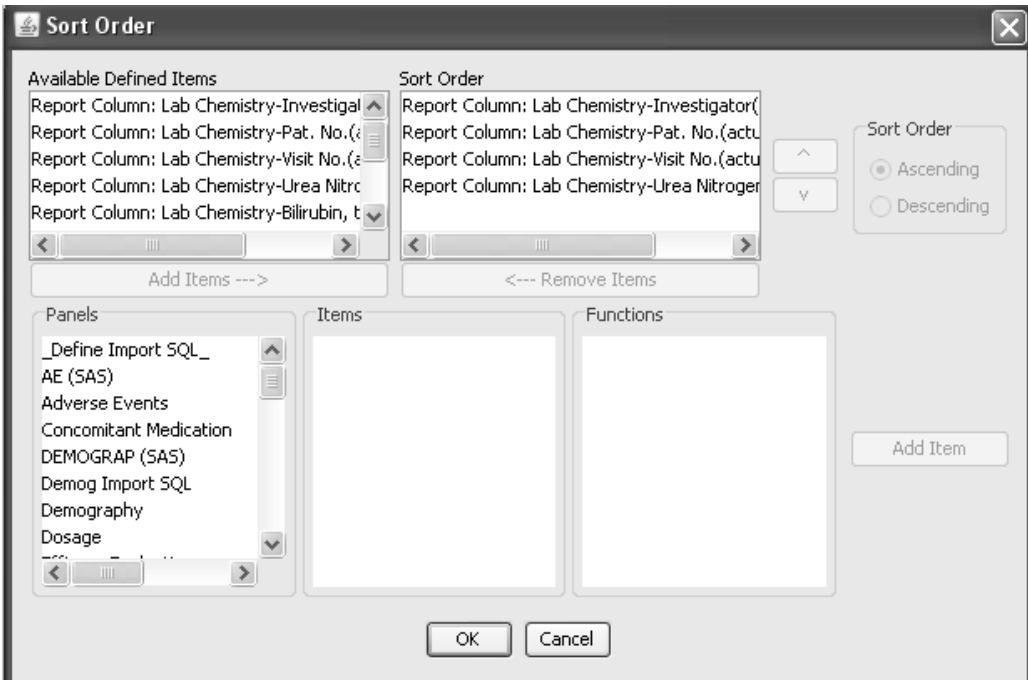 Sort Order
Available Defined Items
Report Column: Lab Chemistry-Investigat
Report Column: Lab Chemistry-Pat. No.(a
Report Column: Lab Chemistry-Visit No.(a
Report Column: Lab Chemistry-Urea Nitro
Report Column: Lab Chemistry-Bilirubin, t
Add Items --->
Sort Order
Report Column: Lab Chemistry-Investigator(
Report Column: Lab Chemistry-Pat. No.(actu
Report Column: Lab Chemistry-Visit No.(actu
Report Column: Lab Chemistry-Urea Nitroger
<--- Remove Items
^
v
Sort Order
Ascending
Descending
Panels
_Define Import SQL_
AE (SAS)
Adverse Events
Concomitant Medication
DEMOGRAP (SAS)
Demog Import SQL
Demography
Dosage
Items
Functions
Add Item
OK
Cancel